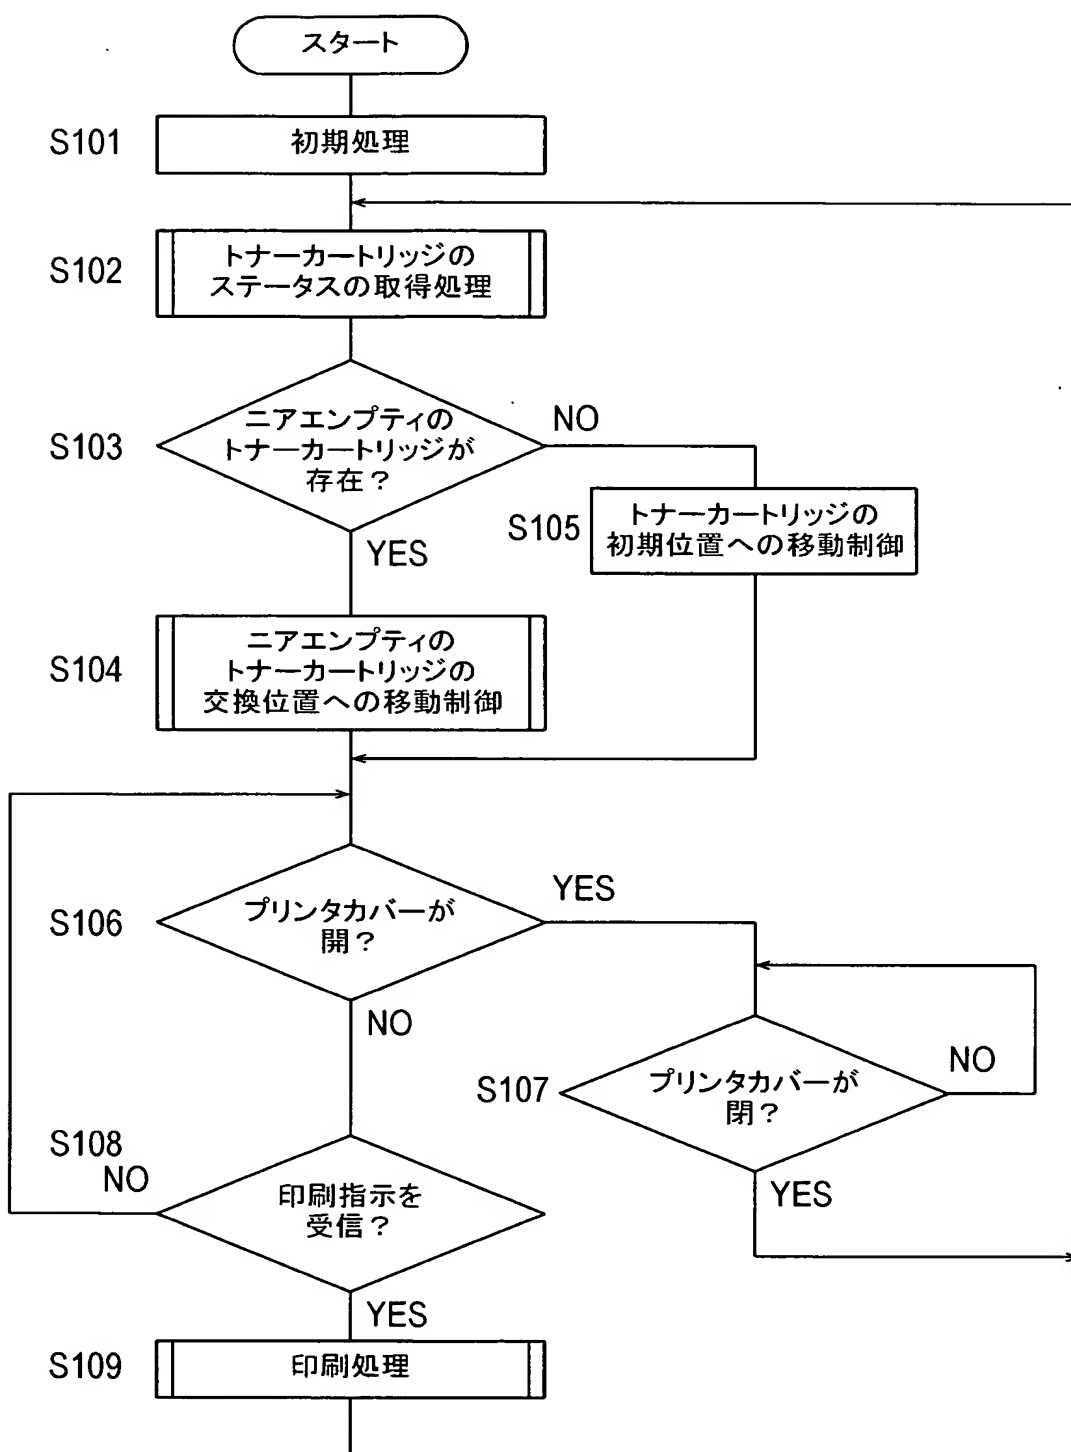 スタート
S101
初期処理
S102
トナーカートリッジの
ステータスの取得処理
S103
ニアエンプティの
トナーカートリッジが
存在？
NO
YES
S105
トナーカートリッジの
初期位置への移動制御
S104
ニアエンプティの
トナーカートリッジの
交換位置への移動制御
S106
プリンタカバーが
開？
YES
NO
S107
プリンタカバーが
閉？
NO
YES
S108
NO
印刷指示を
受信？
YES
S109
印刷処理